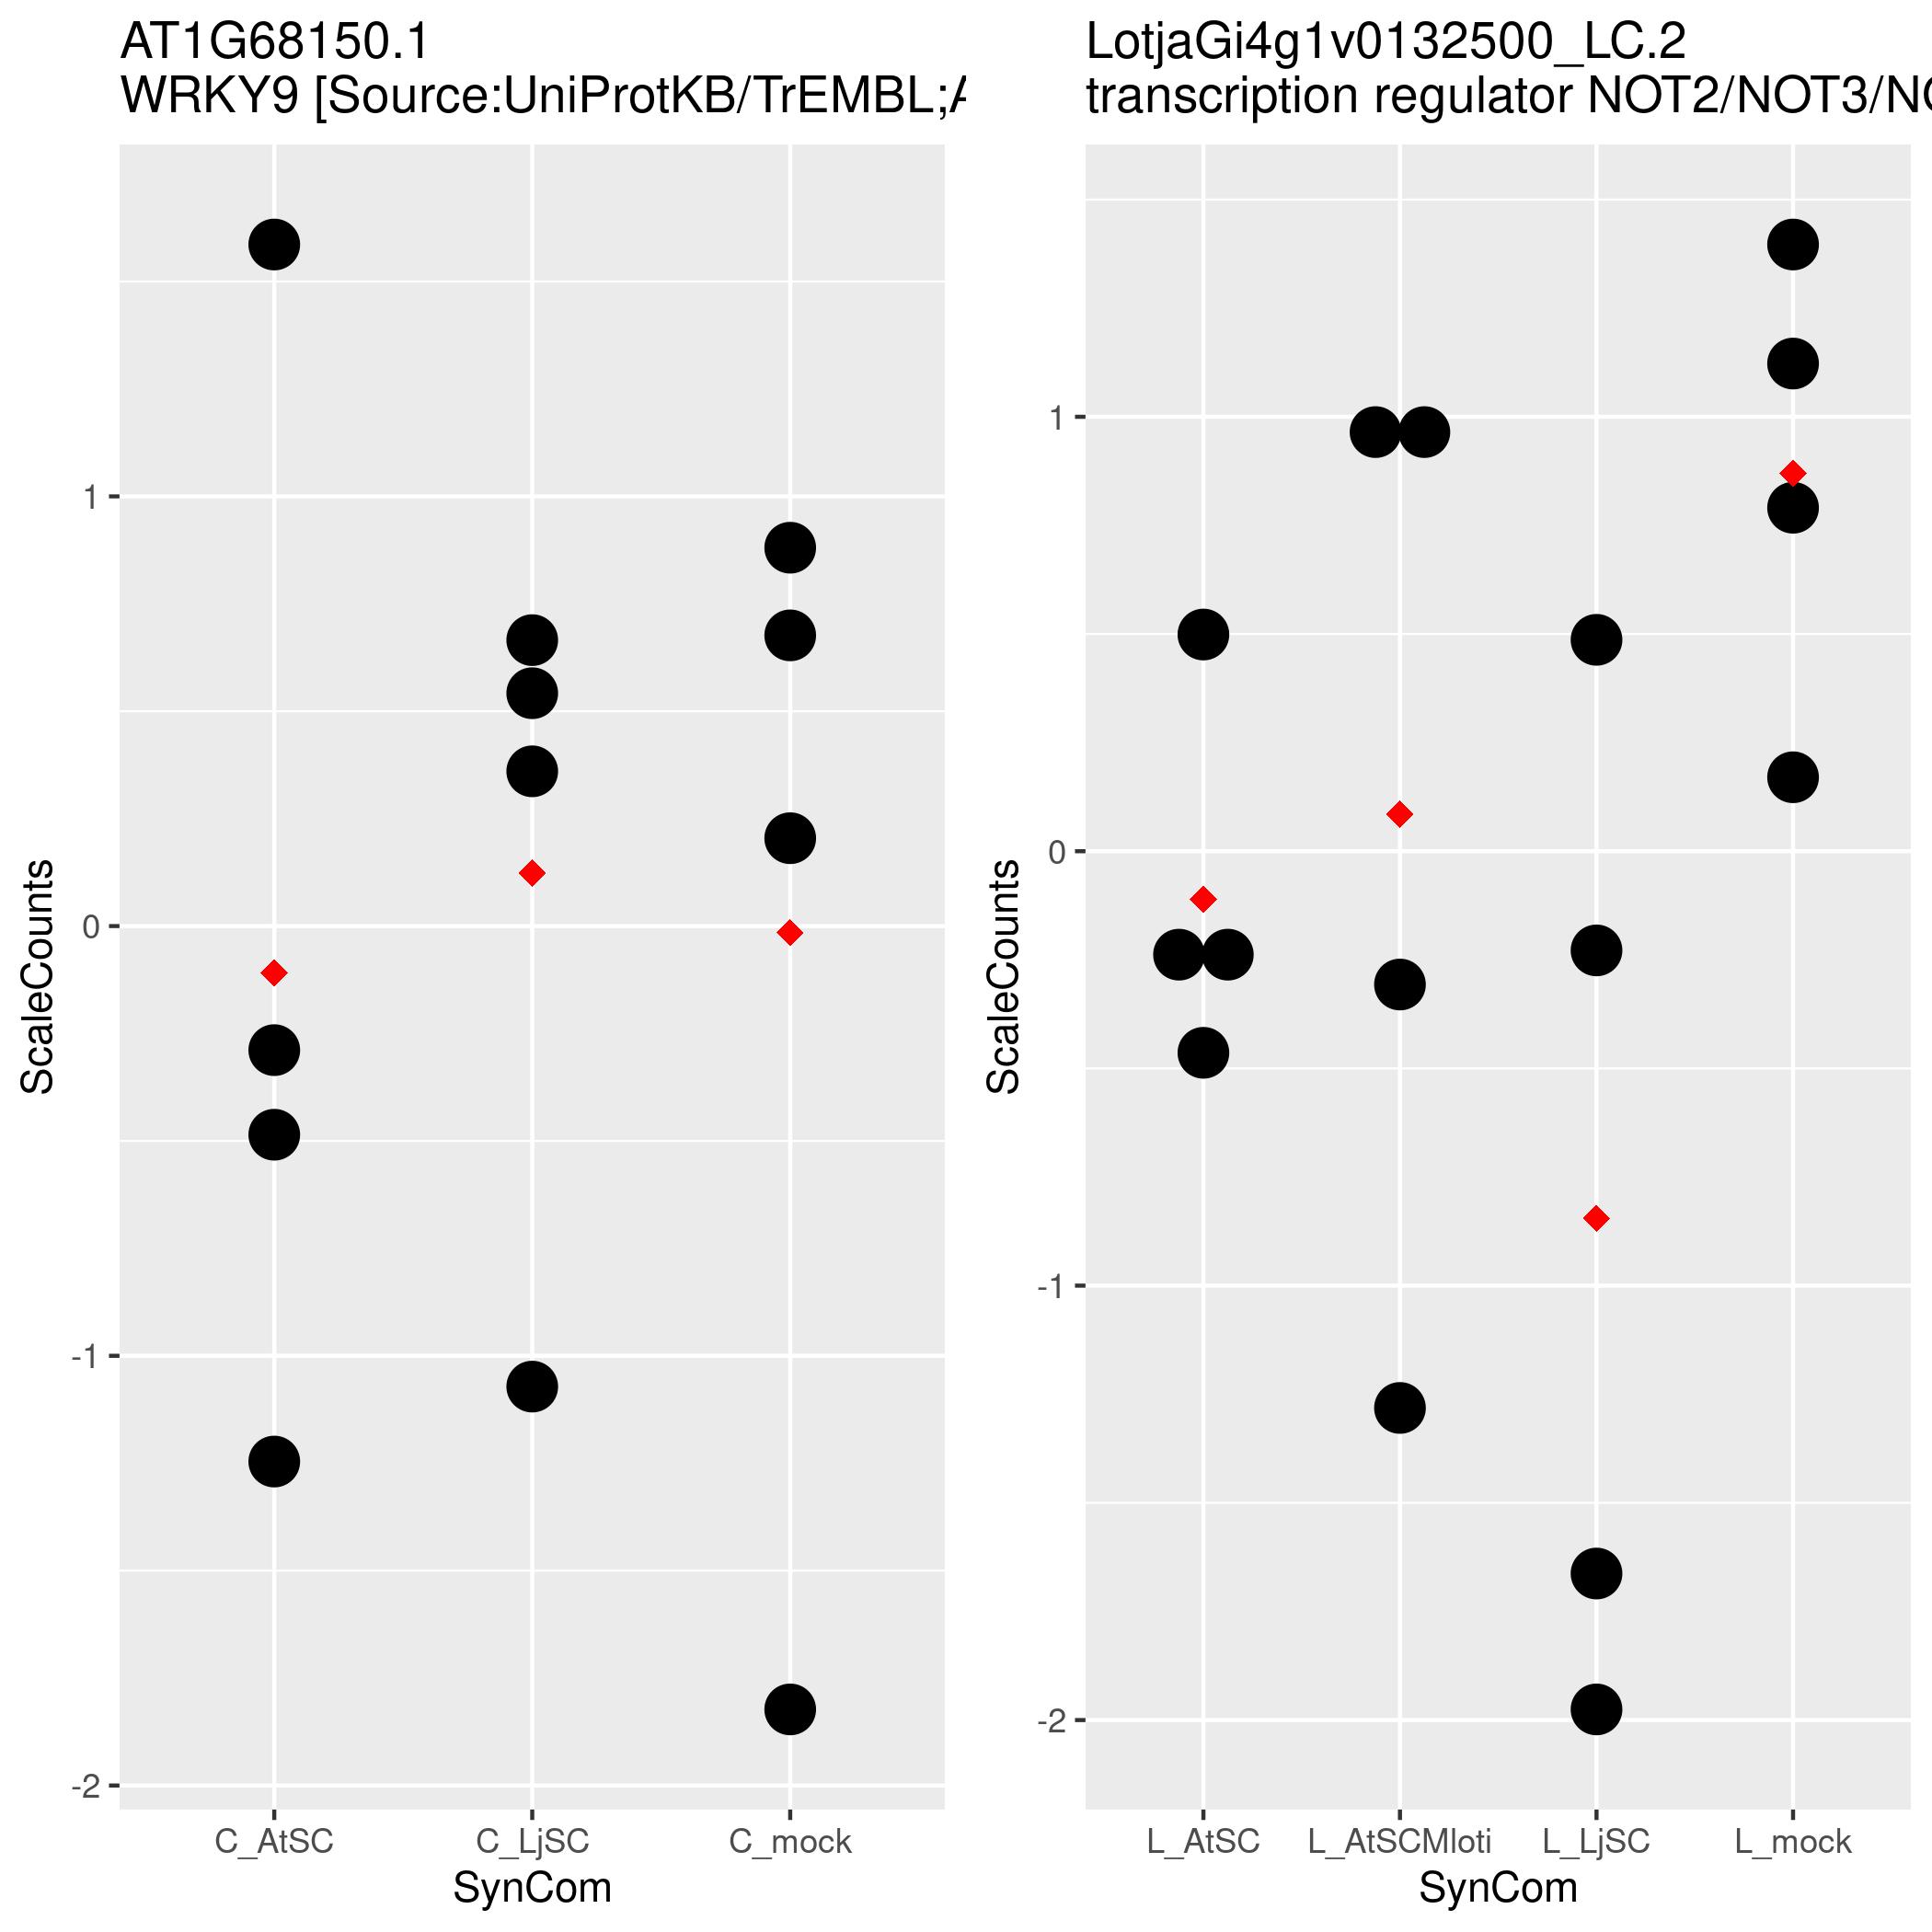 AT1G68150.1
WRKY9 [Source:UniProtKB/TrEMBL;
ScaleCounts
1
0
-1
-2
C_AtSC C_LjSC C_mock
SynCom
LotjaGi4g1v0132500_LC.2
transcription regulator NOT2/NOT3/
ScaleCounts
1
0
-1
-2
L_AtSC L_AtSCMloti L_LjSC L_mock
SynCom